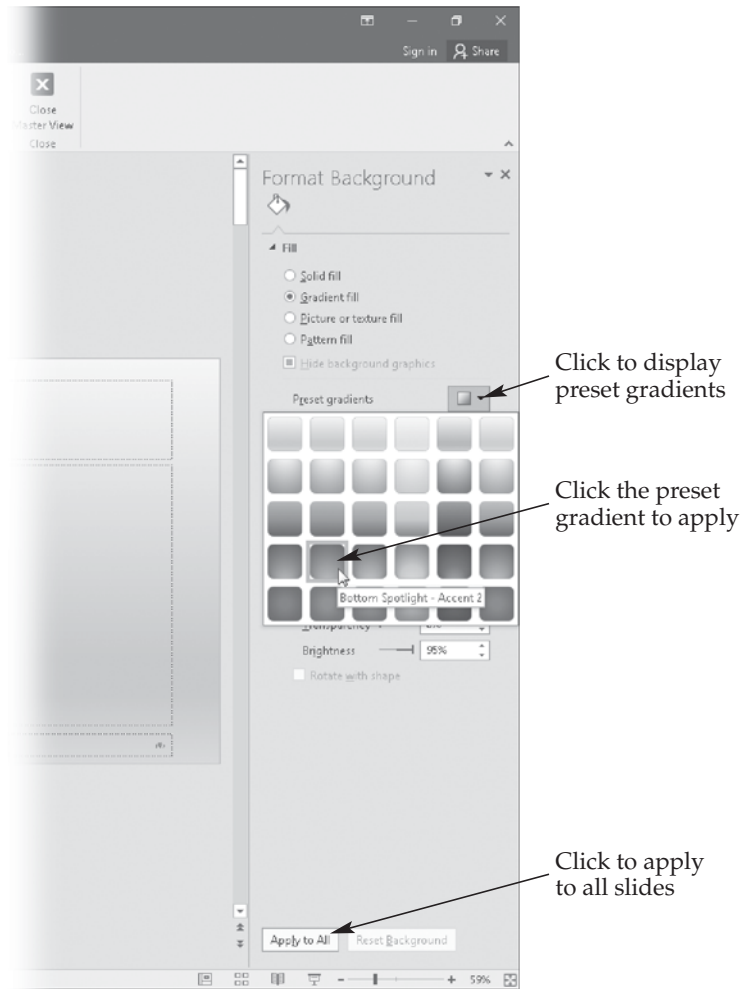 Sign in Share
Close
Master View
Close
Format Background
Fill
Solid fill
Gradient fill
Picture or texture fill
Pattern fill
Hide background graphics
Preset gradients
Click to display
preset gradients
Click the preset
gradient to apply
Bottom Spotlight - Accent 2
Transparency
Brightness 95%
Rotate with shape
Click to apply
to all slides
Apply to All Reset Background
59%